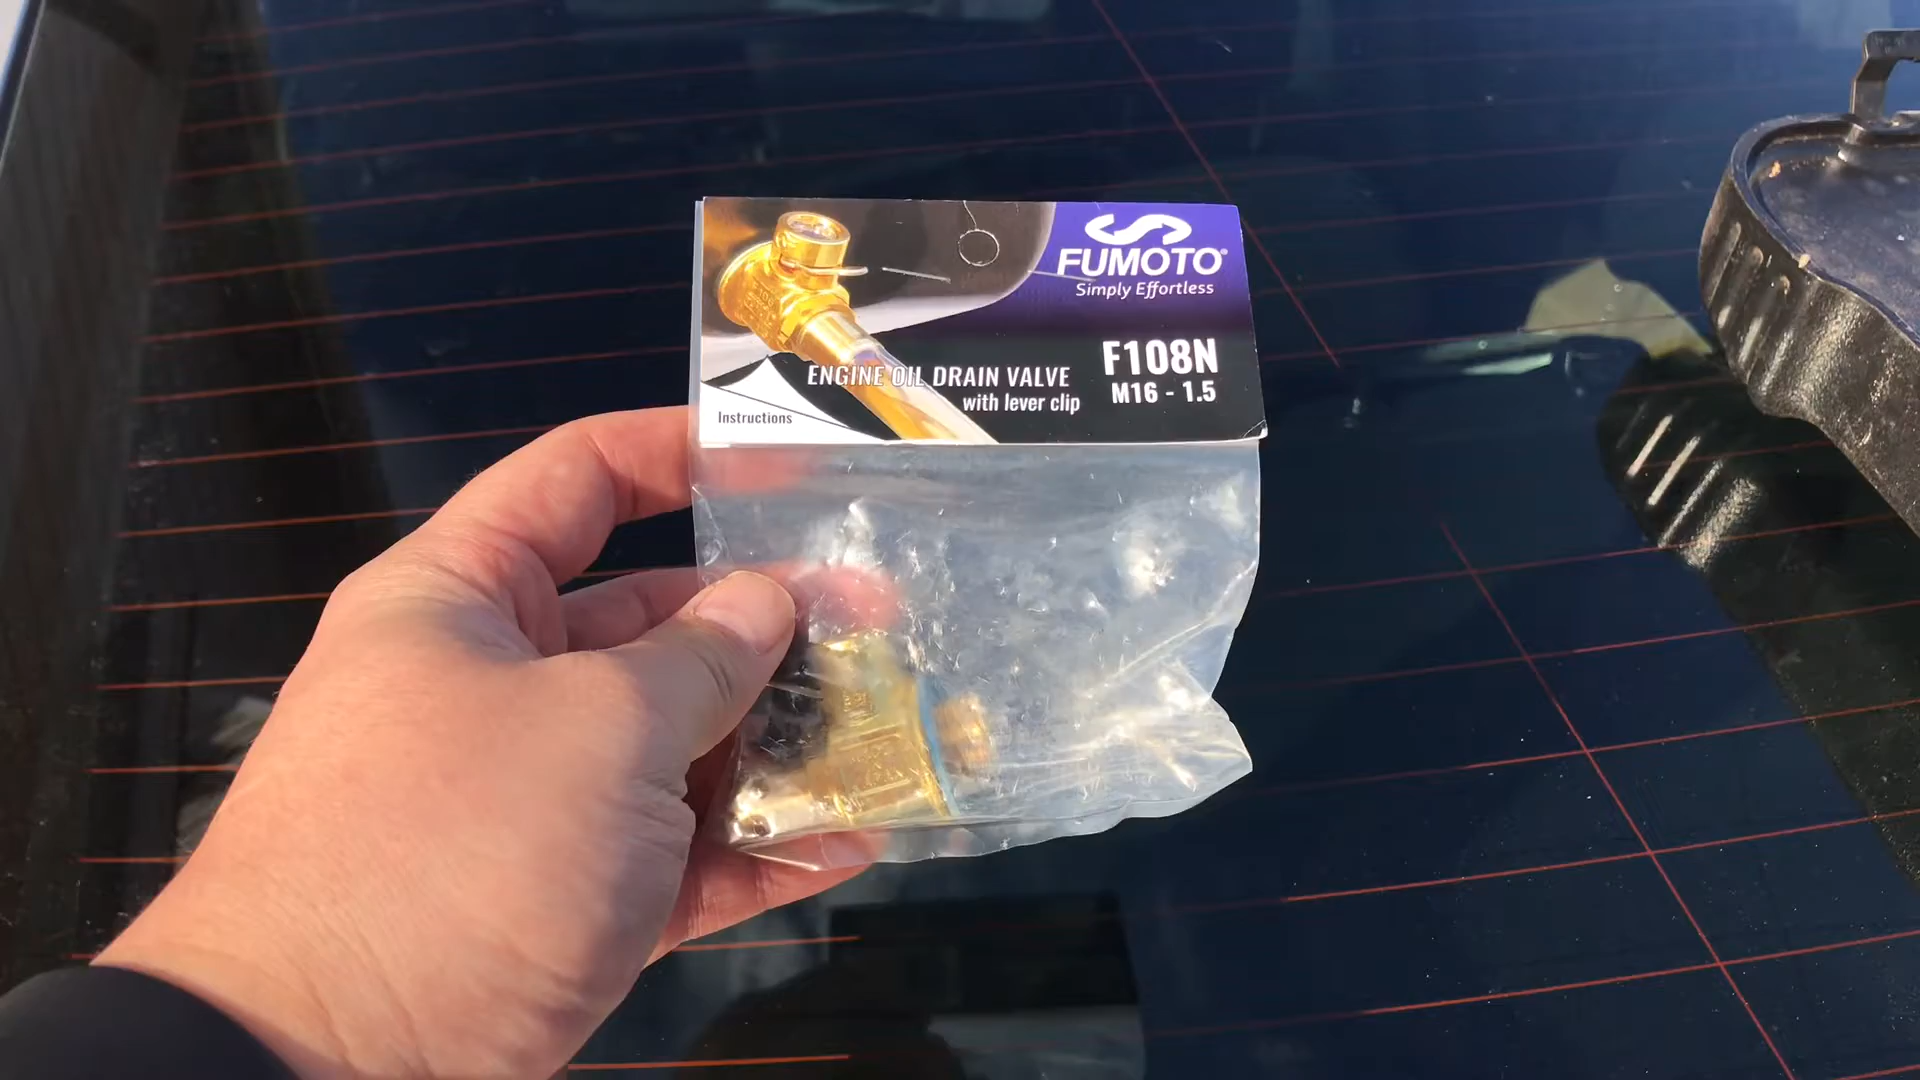 FUMOTO®
Simply Effortless
F108N
M16 - 1.5
ENGINE OIL DRAIN VALVE
with lever clip
Instructions